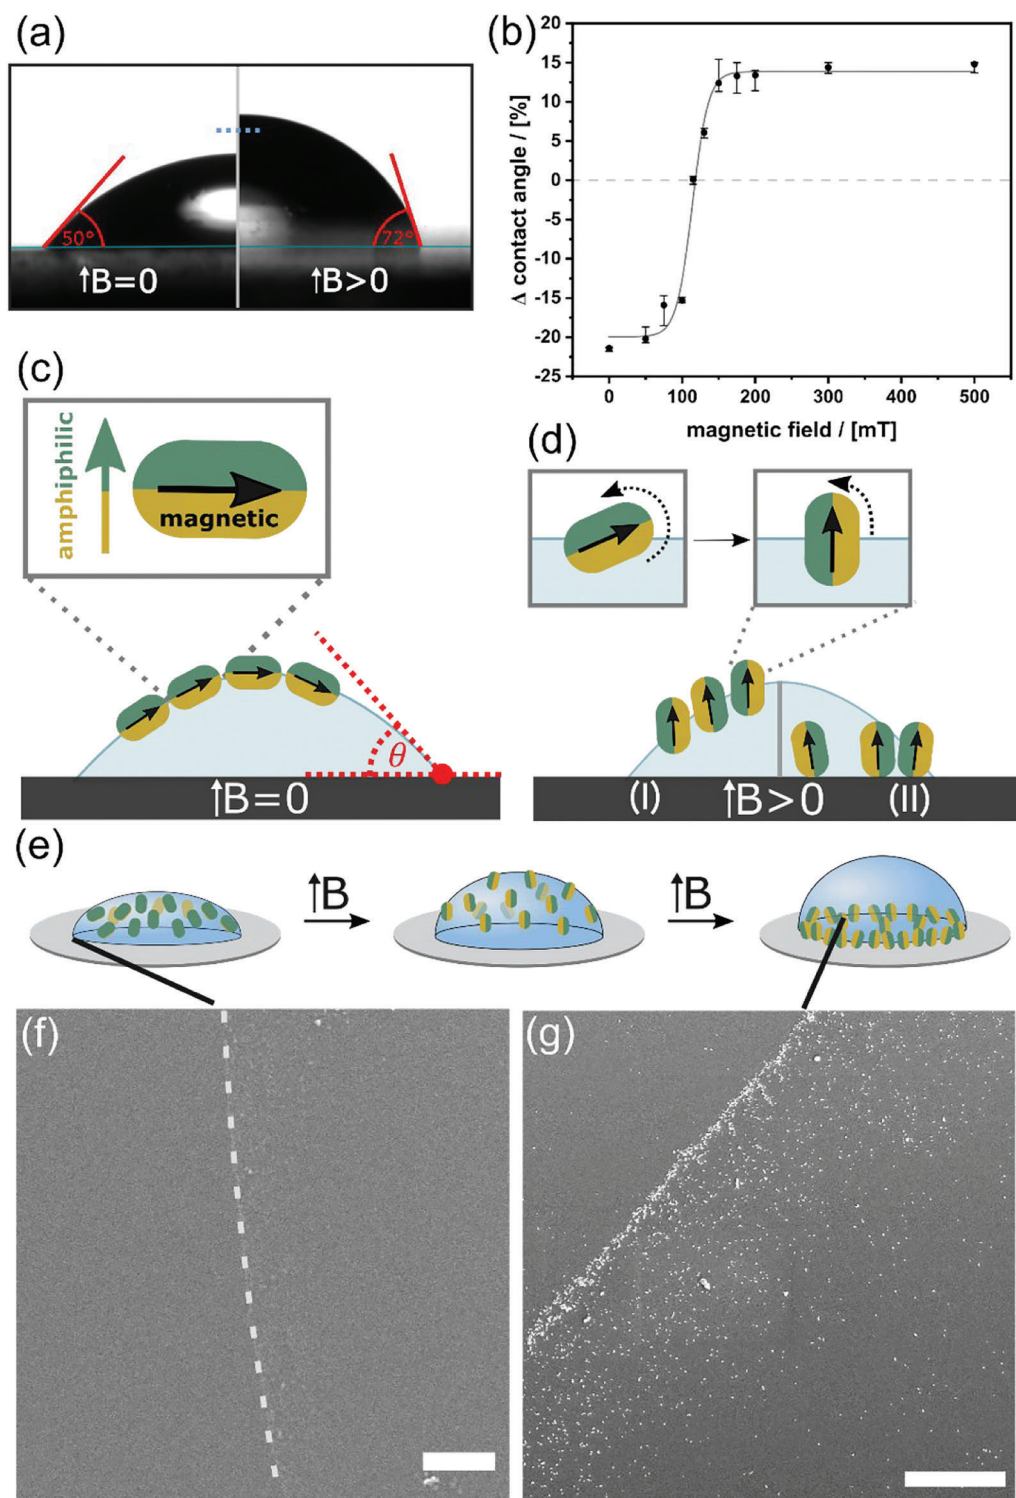 (a)
50°
72°
↑B=0
↑B>0
(b)
Δ contact angle / [%]
20
15
10
5
0
-5
-10
-15
-20
-25
0
100
200
300
400
500
magnetic field / [mT]
(c)
amphiphilic
magnetic
θ
↑B=0
(d)
(I)
↑B>0
(II)
(e)
↑B
↑B
(f)
(g)